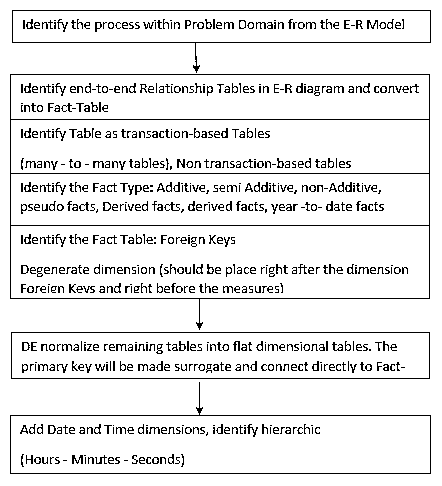 Identify the process within Problem Domain from the E-R Model
Identify end-to-end Relationship Tables in E-R diagram and convert
into Fact-Table
Identify Table as transaction-based Tables
(many - to - many tables), Non transaction-based tables
Identify the Fact Type: Additive, semi Additive, non-Additive,
pseudo facts, Derived facts, derived facts, year -to- date facts
Identify the Fact Table: Foreign Keys
Degenerate dimension (should be place right after the dimension
Foreign Keys and right before the measures)
DE normalize remaining tables into flat dimensional tables. The
primary key will be made surrogate and connect directly to Fact-
Add Date and Time dimensions, identify hierarchic
(Hours - Minutes - Seconds)